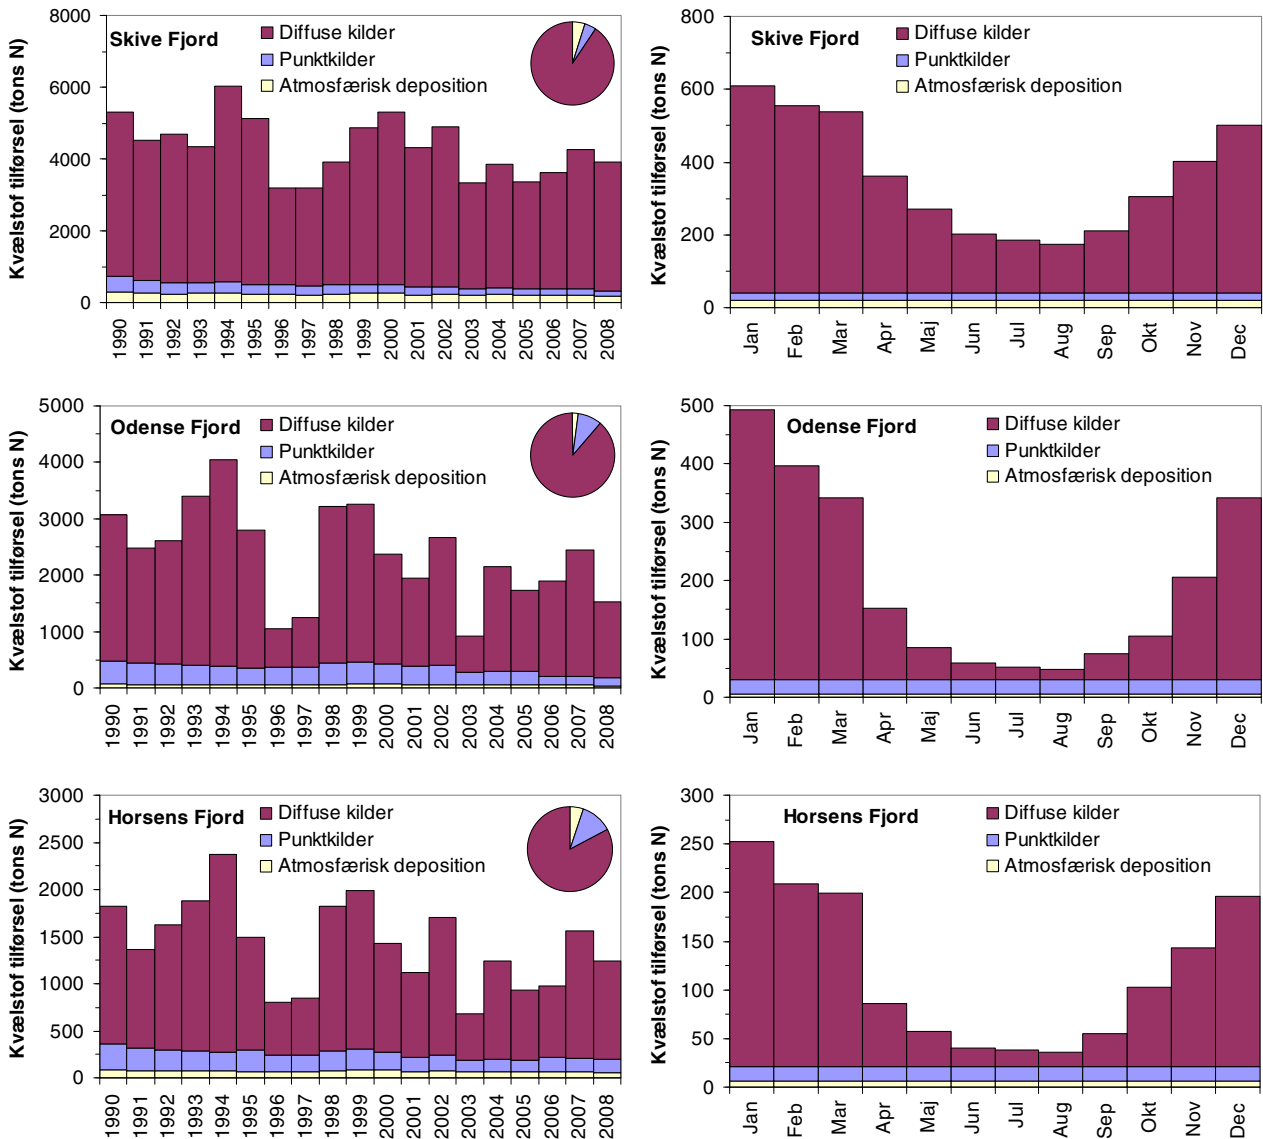 Kvælstof tilførsel (tons N)
8000
6000
4000
2000
0
Skive Fjord
Diffuse kilder
Punktkilder
Atmosfærisk deposition
1990 1991 1992 1993 1994 1995 1996 1997 1998 1999 2000 2001 2002 2003 2004 2005 2006 2007 2008
Kvælstof tilførsel (tons N)
800
600
400
200
0
Skive Fjord
Diffuse kilder
Punktkilder
Atmosfærisk deposition
Jan Feb Mar Apr Maj Jun Jul Aug Sep Okt Nov Dec
Kvælstof tilførsel (tons N)
5000
4000
3000
2000
1000
0
Odense Fjord
Diffuse kilder
Punktkilder
Atmosfærisk deposition
1990 1991 1992 1993 1994 1995 1996 1997 1998 1999 2000 2001 2002 2003 2004 2005 2006 2007 2008
Kvælstof tilførsel (tons N)
500
400
300
200
100
0
Odense Fjord
Diffuse kilder
Punktkilder
Atmosfærisk deposition
Jan Feb Mar Apr Maj Jun Jul Aug Sep Okt Nov Dec
Kvælstof tilførsel (tons N)
3000
2500
2000
1500
1000
500
0
Horsens Fjord
Diffuse kilder
Punktkilder
Atmosfærisk deposition
1990 1991 1992 1993 1994 1995 1996 1997 1998 1999 2000 2001 2002 2003 2004 2005 2006 2007 2008
Kvælstof tilførsel (tons N)
300
250
200
150
100
50
0
Horsens Fjord
Diffuse kilder
Punktkilder
Atmosfærisk deposition
Jan Feb Mar Apr Maj Jun Jul Aug Sep Okt Nov Dec